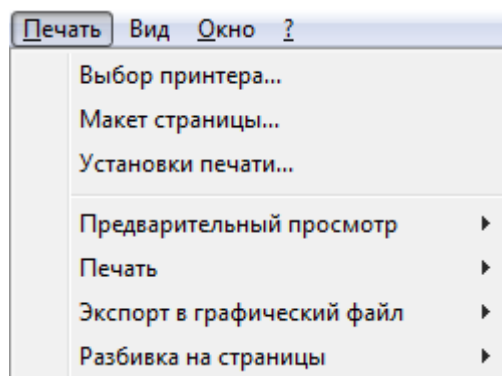 Печать Вид Окно ?
Выбор принтера...
Макет страницы...
Установки печати...
Предварительный просмотр
Печать
Экспорт в графический файл
Разбивка на страницы